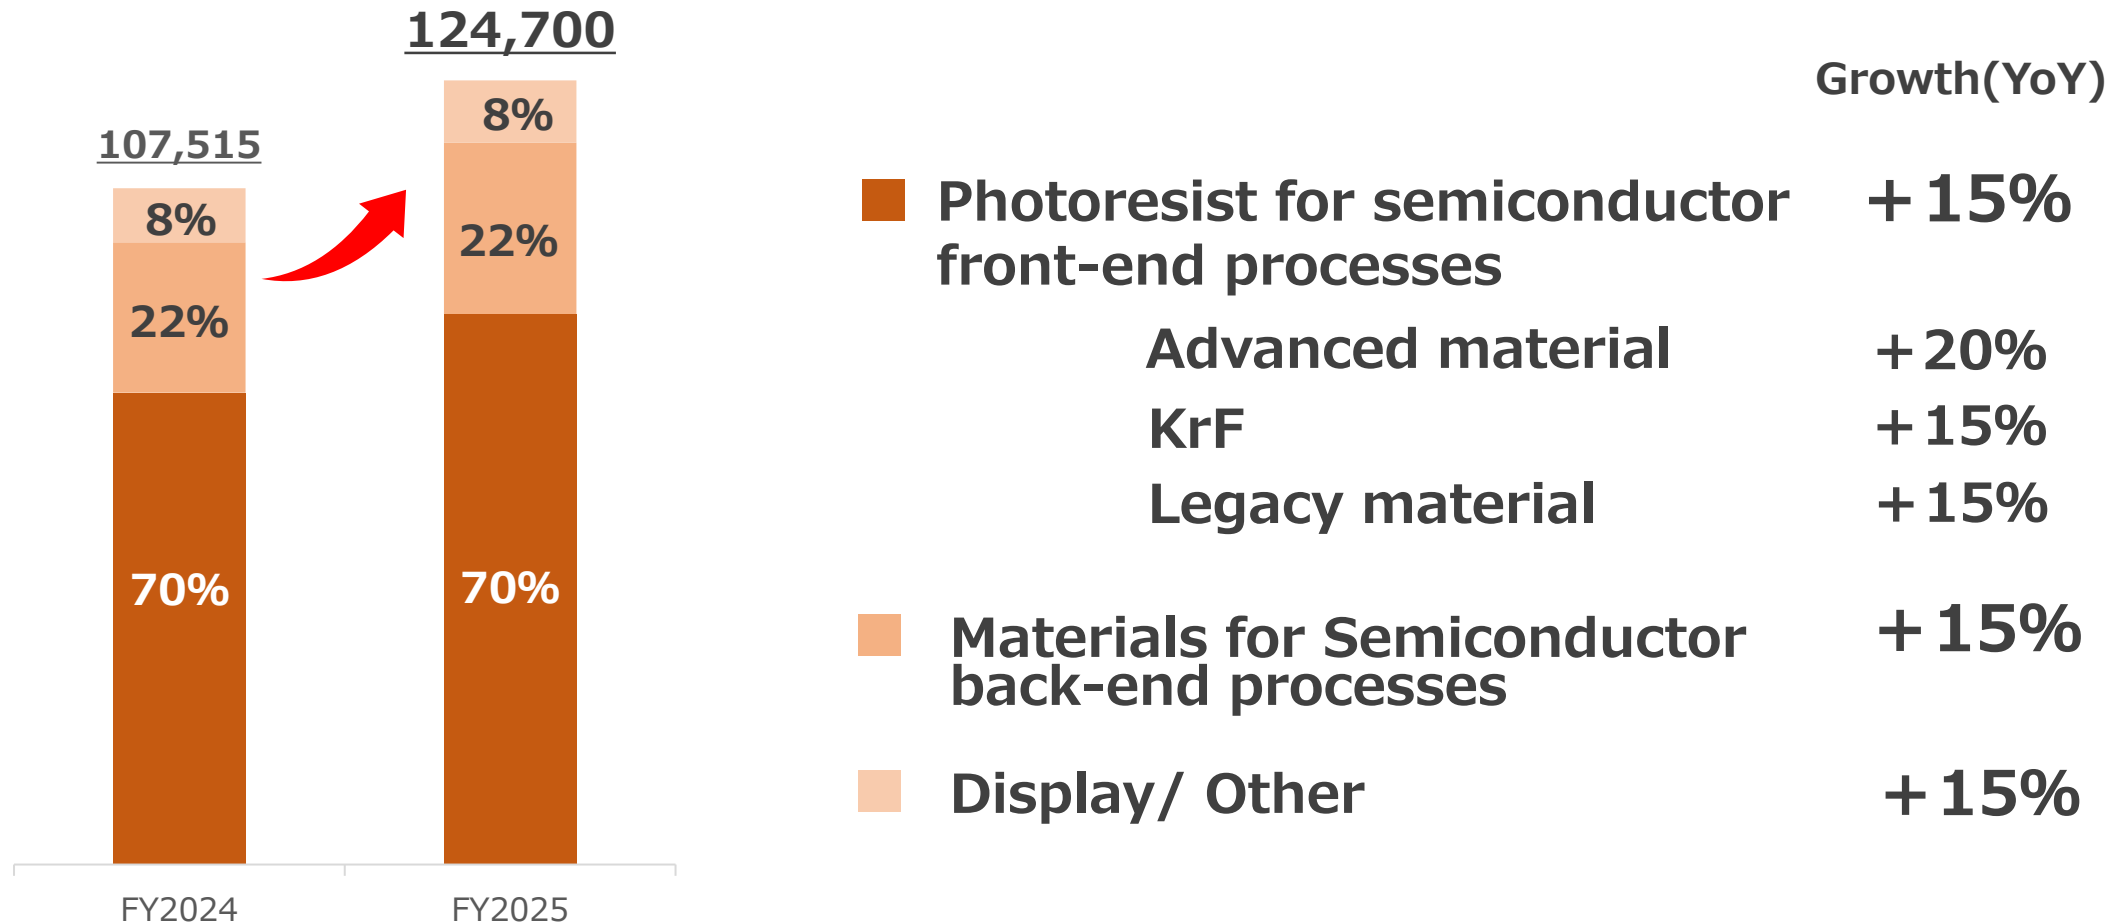 124,700
107,515
8%
8%
22%
22%
70%
70%
FY2024
FY2025
Growth(YoY)
Photoresist for semiconductor +15%
front-end processes
Advanced material +20%
KrF +15%
Legacy material +15%
Materials for Semiconductor +15%
back-end processes
Display/ Other +15%